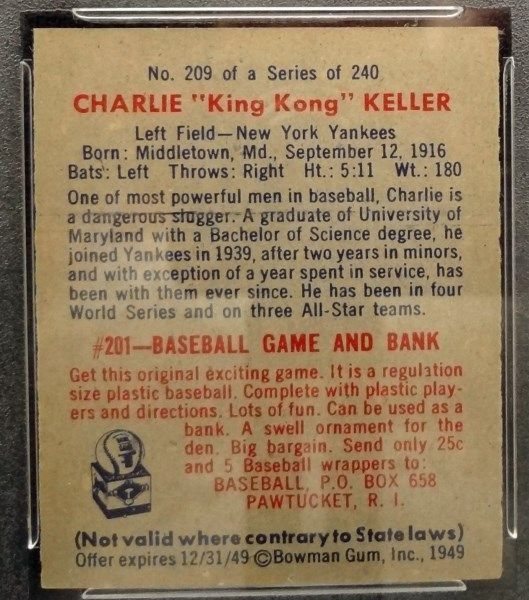 No. 209 of a Series of 240
CHARLIE "King Kong" KELLER
Left Field—New York Yankees
Born: Middletown, Md., September 12, 1916
Bats: Left Throws: Right Ht.: 5:11 Wt.: 180
One of most powerful men in baseball, Charlie is
a dangerous slugger. A graduate of University of
Maryland with a Bachelor of Science degree, he
joined Yankees in 1939, after two years in minors,
and with exception of a year spent in service, has
been with them ever since. He has been in four
World Series and on three All-Star teams.
#201—BASEBALL GAME AND BANK
Get this original exciting game. It is a regulation
size plastic baseball. Complete with plastic play-
ers and directions. Lots of fun. Can be used as a
bank. A swell ornament for the
den. Big bargain. Send only 25c
and 5 Baseball wrappers to:
BASEBALL, P.O. BOX 658
PAWTUCKET, R. I.
(Not valid where contrary to State laws)
Offer expires 12/31/49 ©Bowman Gum, Inc., 1949